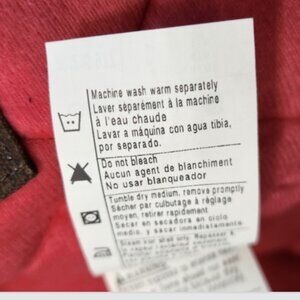 Machine wash warm separately
Laver séparément à la machine
à l'eau chaude
Lavar a máquina con agua tibia,
por separado.
Do not bleach
Aucun agent de blanchiment
No usar blanqueador
Tumble dry medium, remove promptly
Sécher par culbutage à réglage
moyen, retirer rapidement
Secar en secadora en ciclo
medio, y sacar inmediatamente.